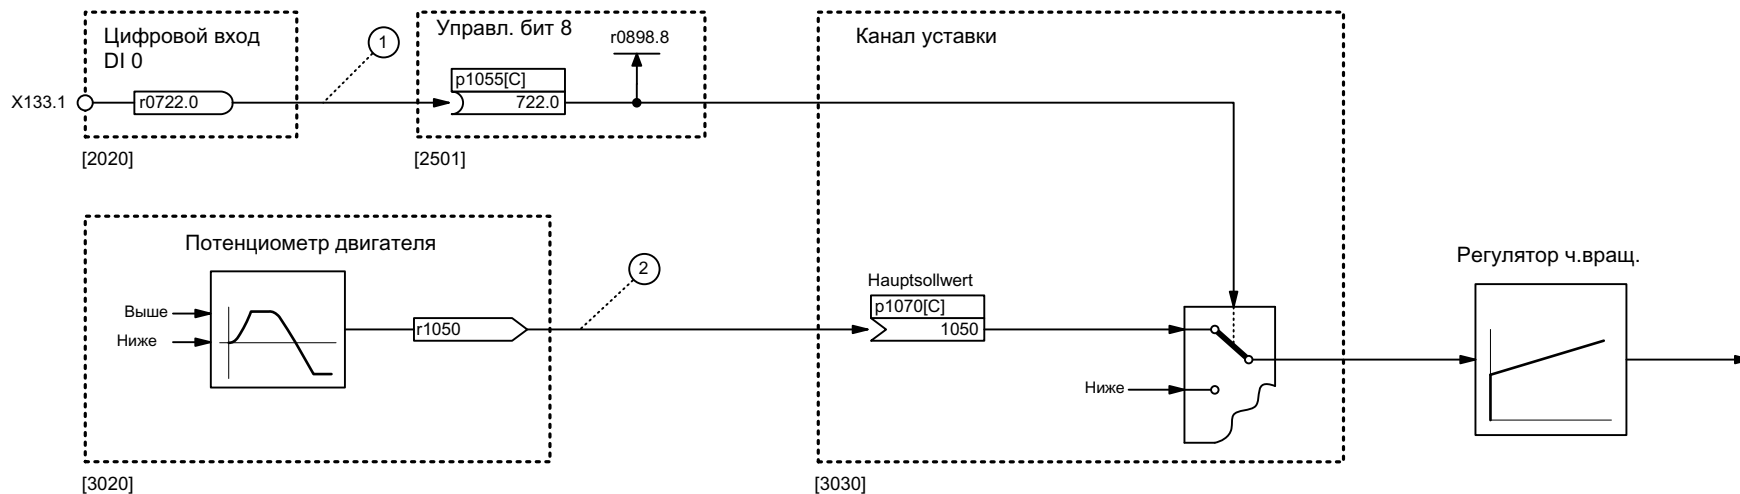 Цифровой вход
DI 0
X133.1
r0722.0
[2020]
1
Управл. бит 8
r0898.8
p1055[C]
722.0
[2501]
Канал уставки
Потенциометр двигателя
Выше
Ниже
r1050
[3020]
2
Hauptsollwert
p1070[C]
1050
Ниже
[3030]
Регулятор ч.вращ.